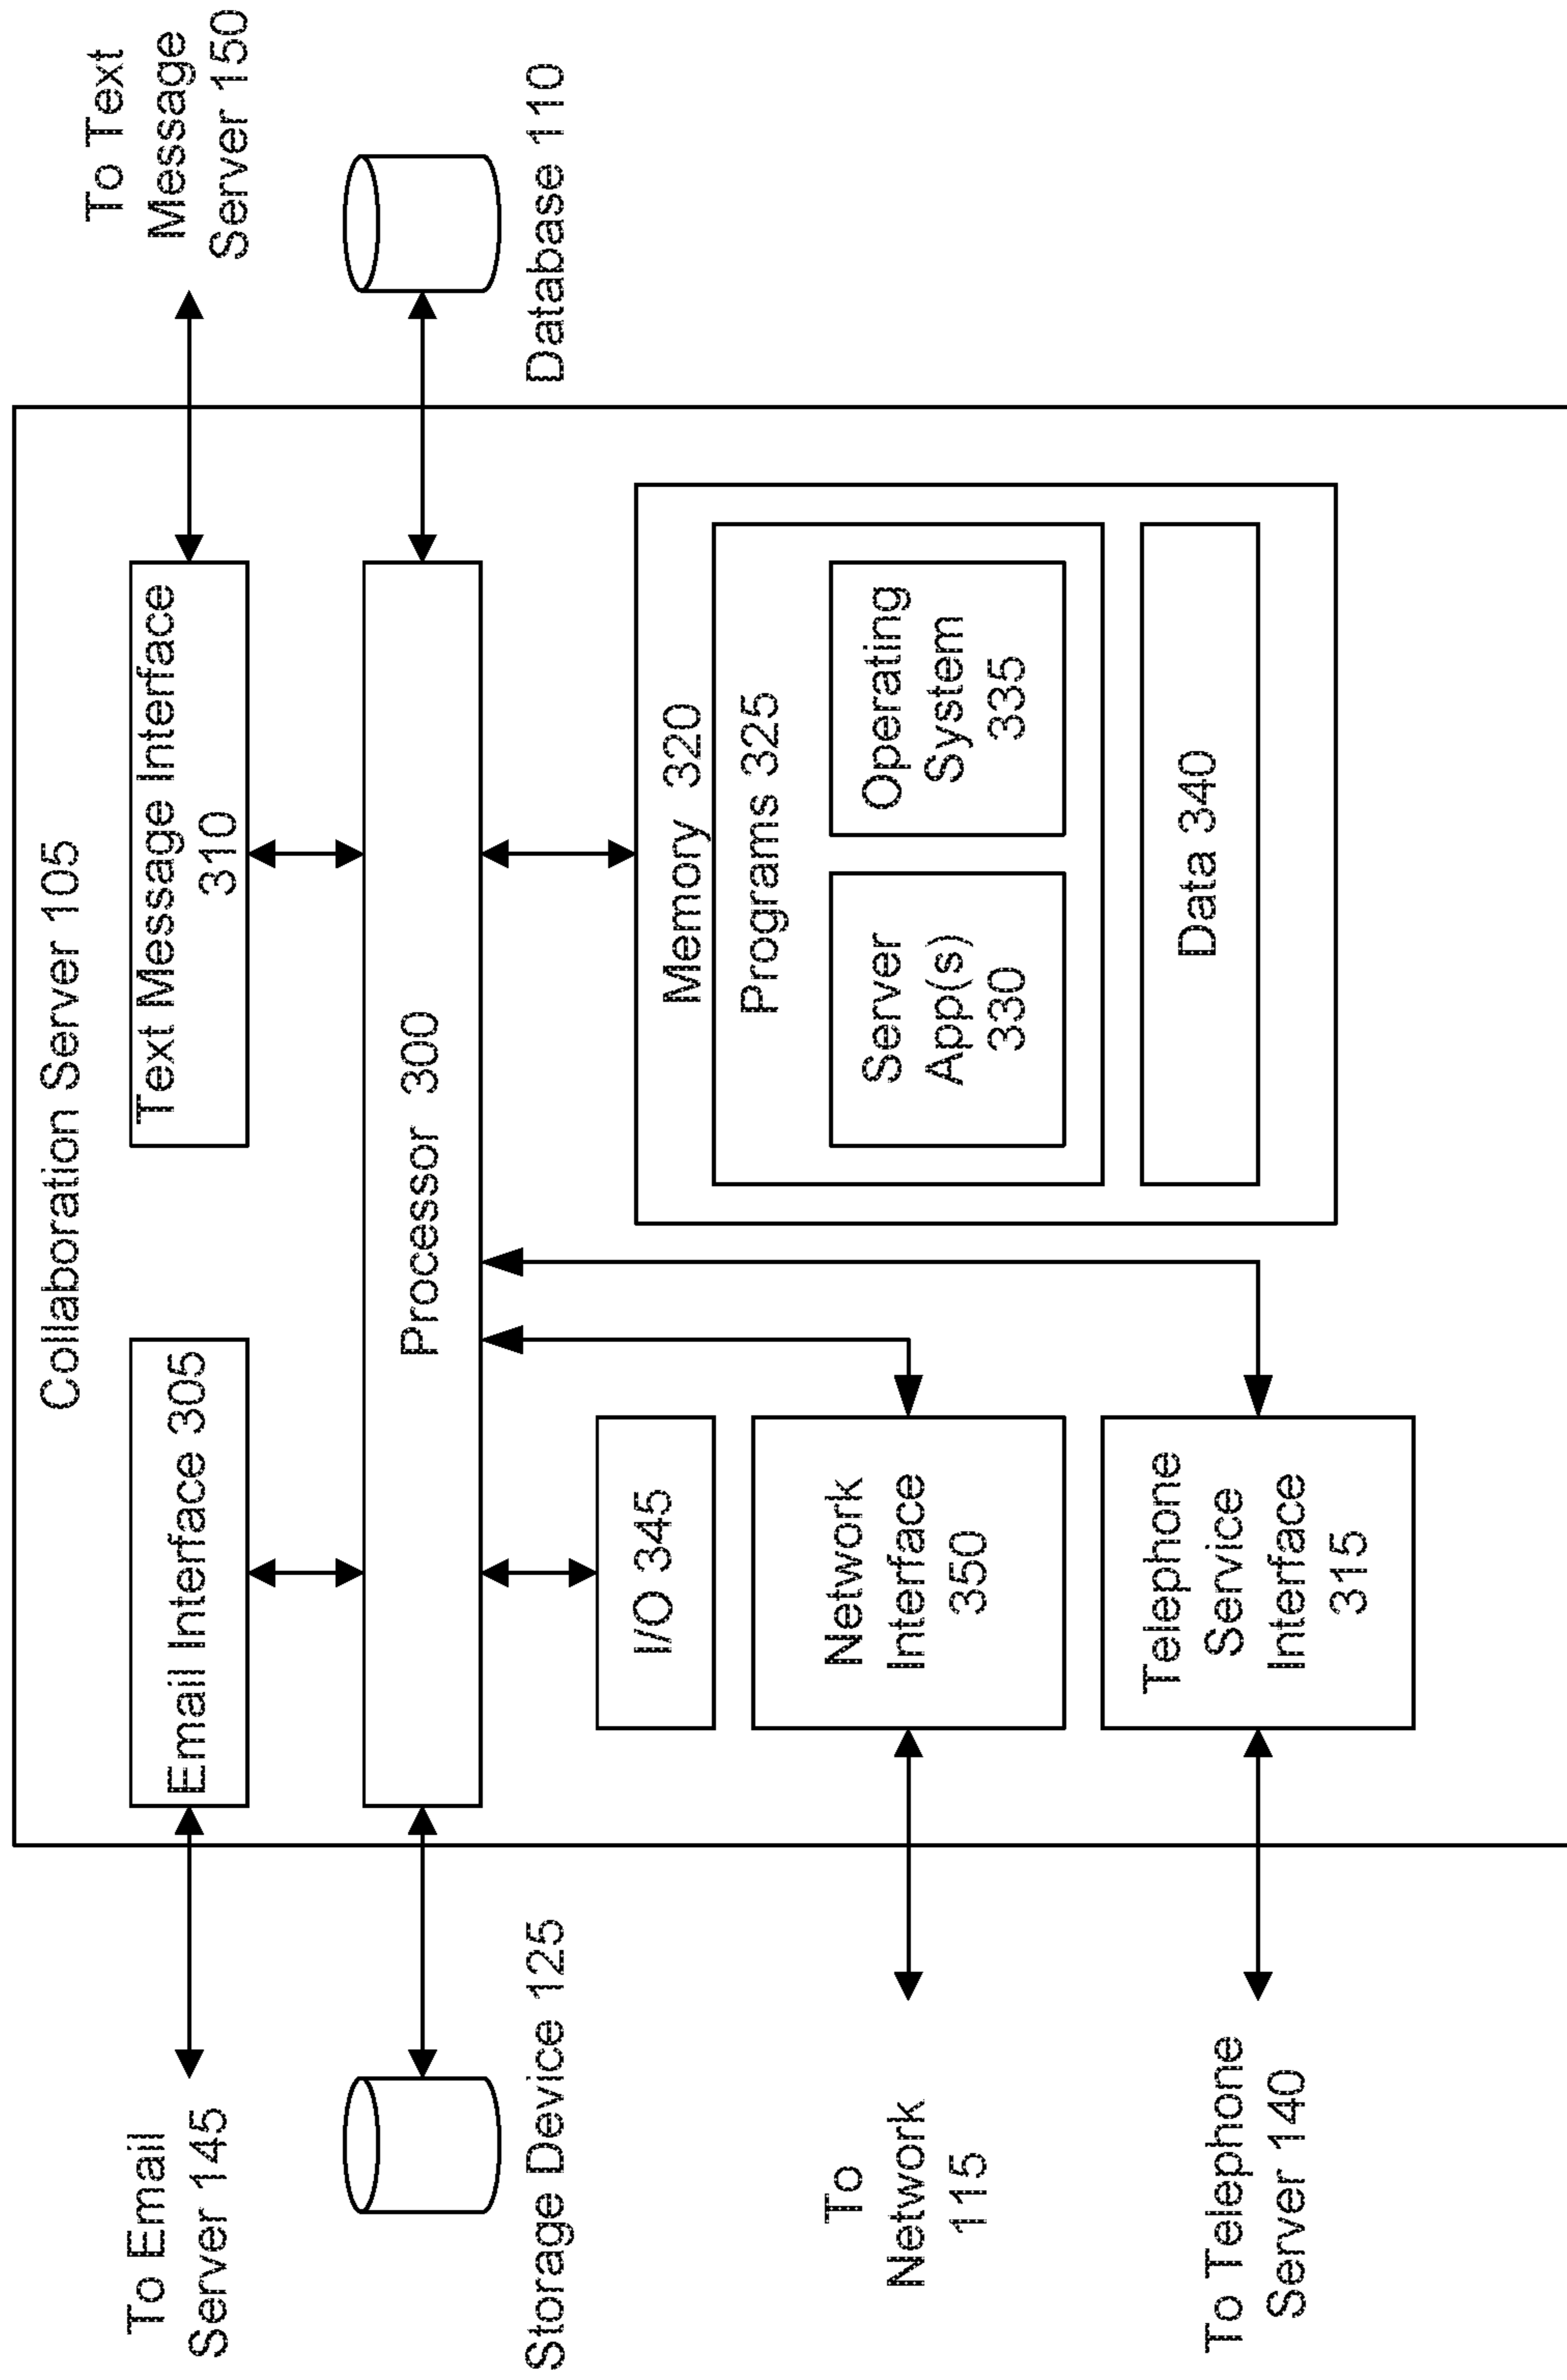 Collaboration Server 105
To Email
Server 145
Email Interface 305
Text Message Interface
310
To Text
Message
Server 150
Storage Device 125
Processor 300
Database 110
I/O 345
Memory 320
Programs 325
Server
App(s)
330
Operating
System
335
Data 340
To
Network
115
Network
Interface
350
To Telephone
Server 140
Telephone
Service
Interface
315